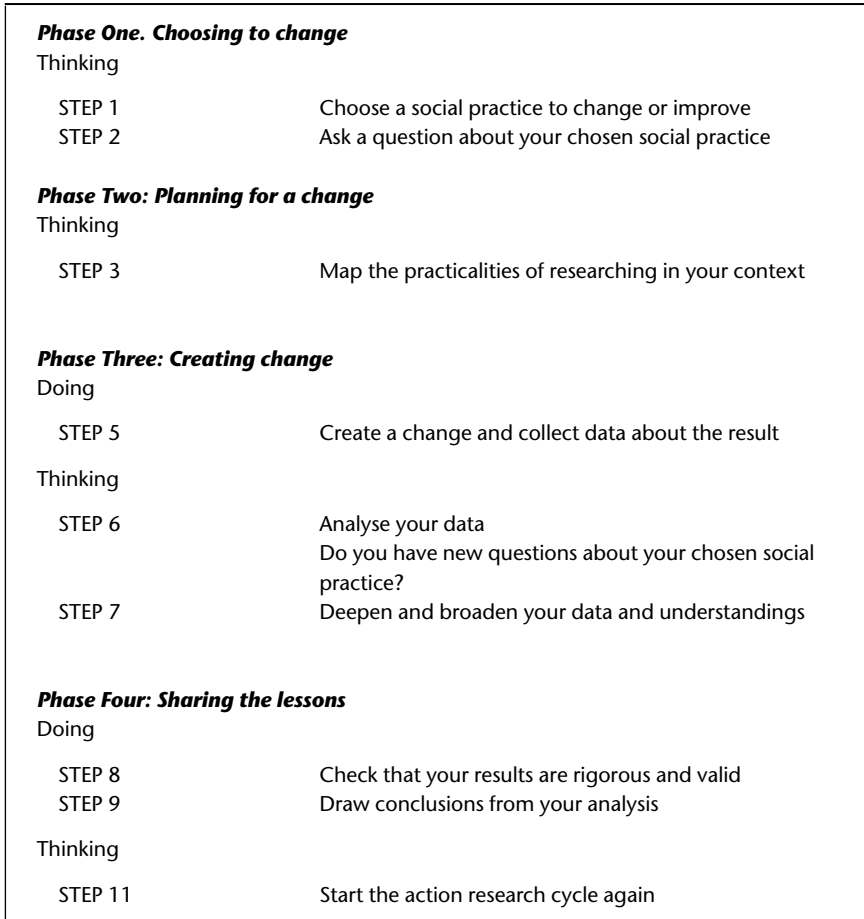 Phase One. Choosing to change
Thinking
STEP 1 Choose a social practice to change or improve
STEP 2 Ask a question about your chosen social practice
Phase Two: Planning for a change
Thinking
STEP 3 Map the practicalities of researching in your context
Phase Three: Creating change
Doing
STEP 5 Create a change and collect data about the result
Thinking
STEP 6 Analyse your data
Do you have new questions about your chosen social
practice?
STEP 7 Deepen and broaden your data and understandings
Phase Four: Sharing the lessons
Doing
STEP 8 Check that your results are rigorous and valid
STEP 9 Draw conclusions from your analysis
Thinking
STEP 11 Start the action research cycle again